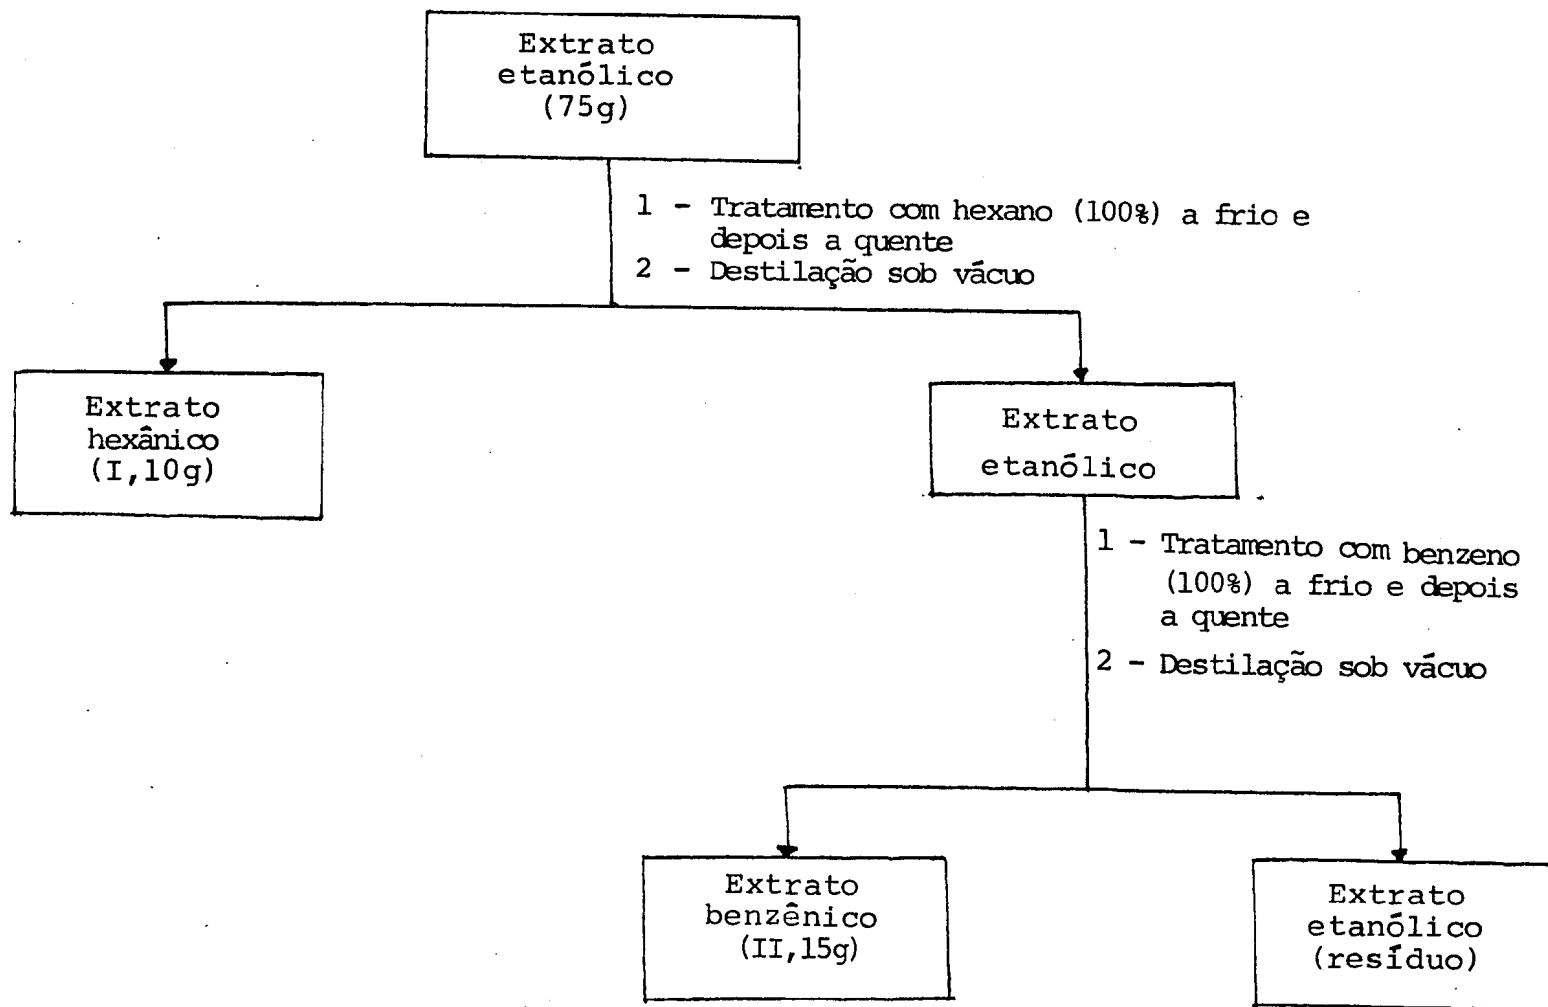 Extrato
etanólico
(75g)
1 - Tratamento com hexano (100%) a frio e
depois a quente
2 - Destilação sob vácuo
Extrato
hexânico
(I,10g)
Extrato
etanólico
1 - Tratamento com benzeno
(100%) a frio e depois
a quente
2 - Destilação sob vácuo
Extrato
benzênico
(II,15g)
Extrato
etanólico
(resíduo)